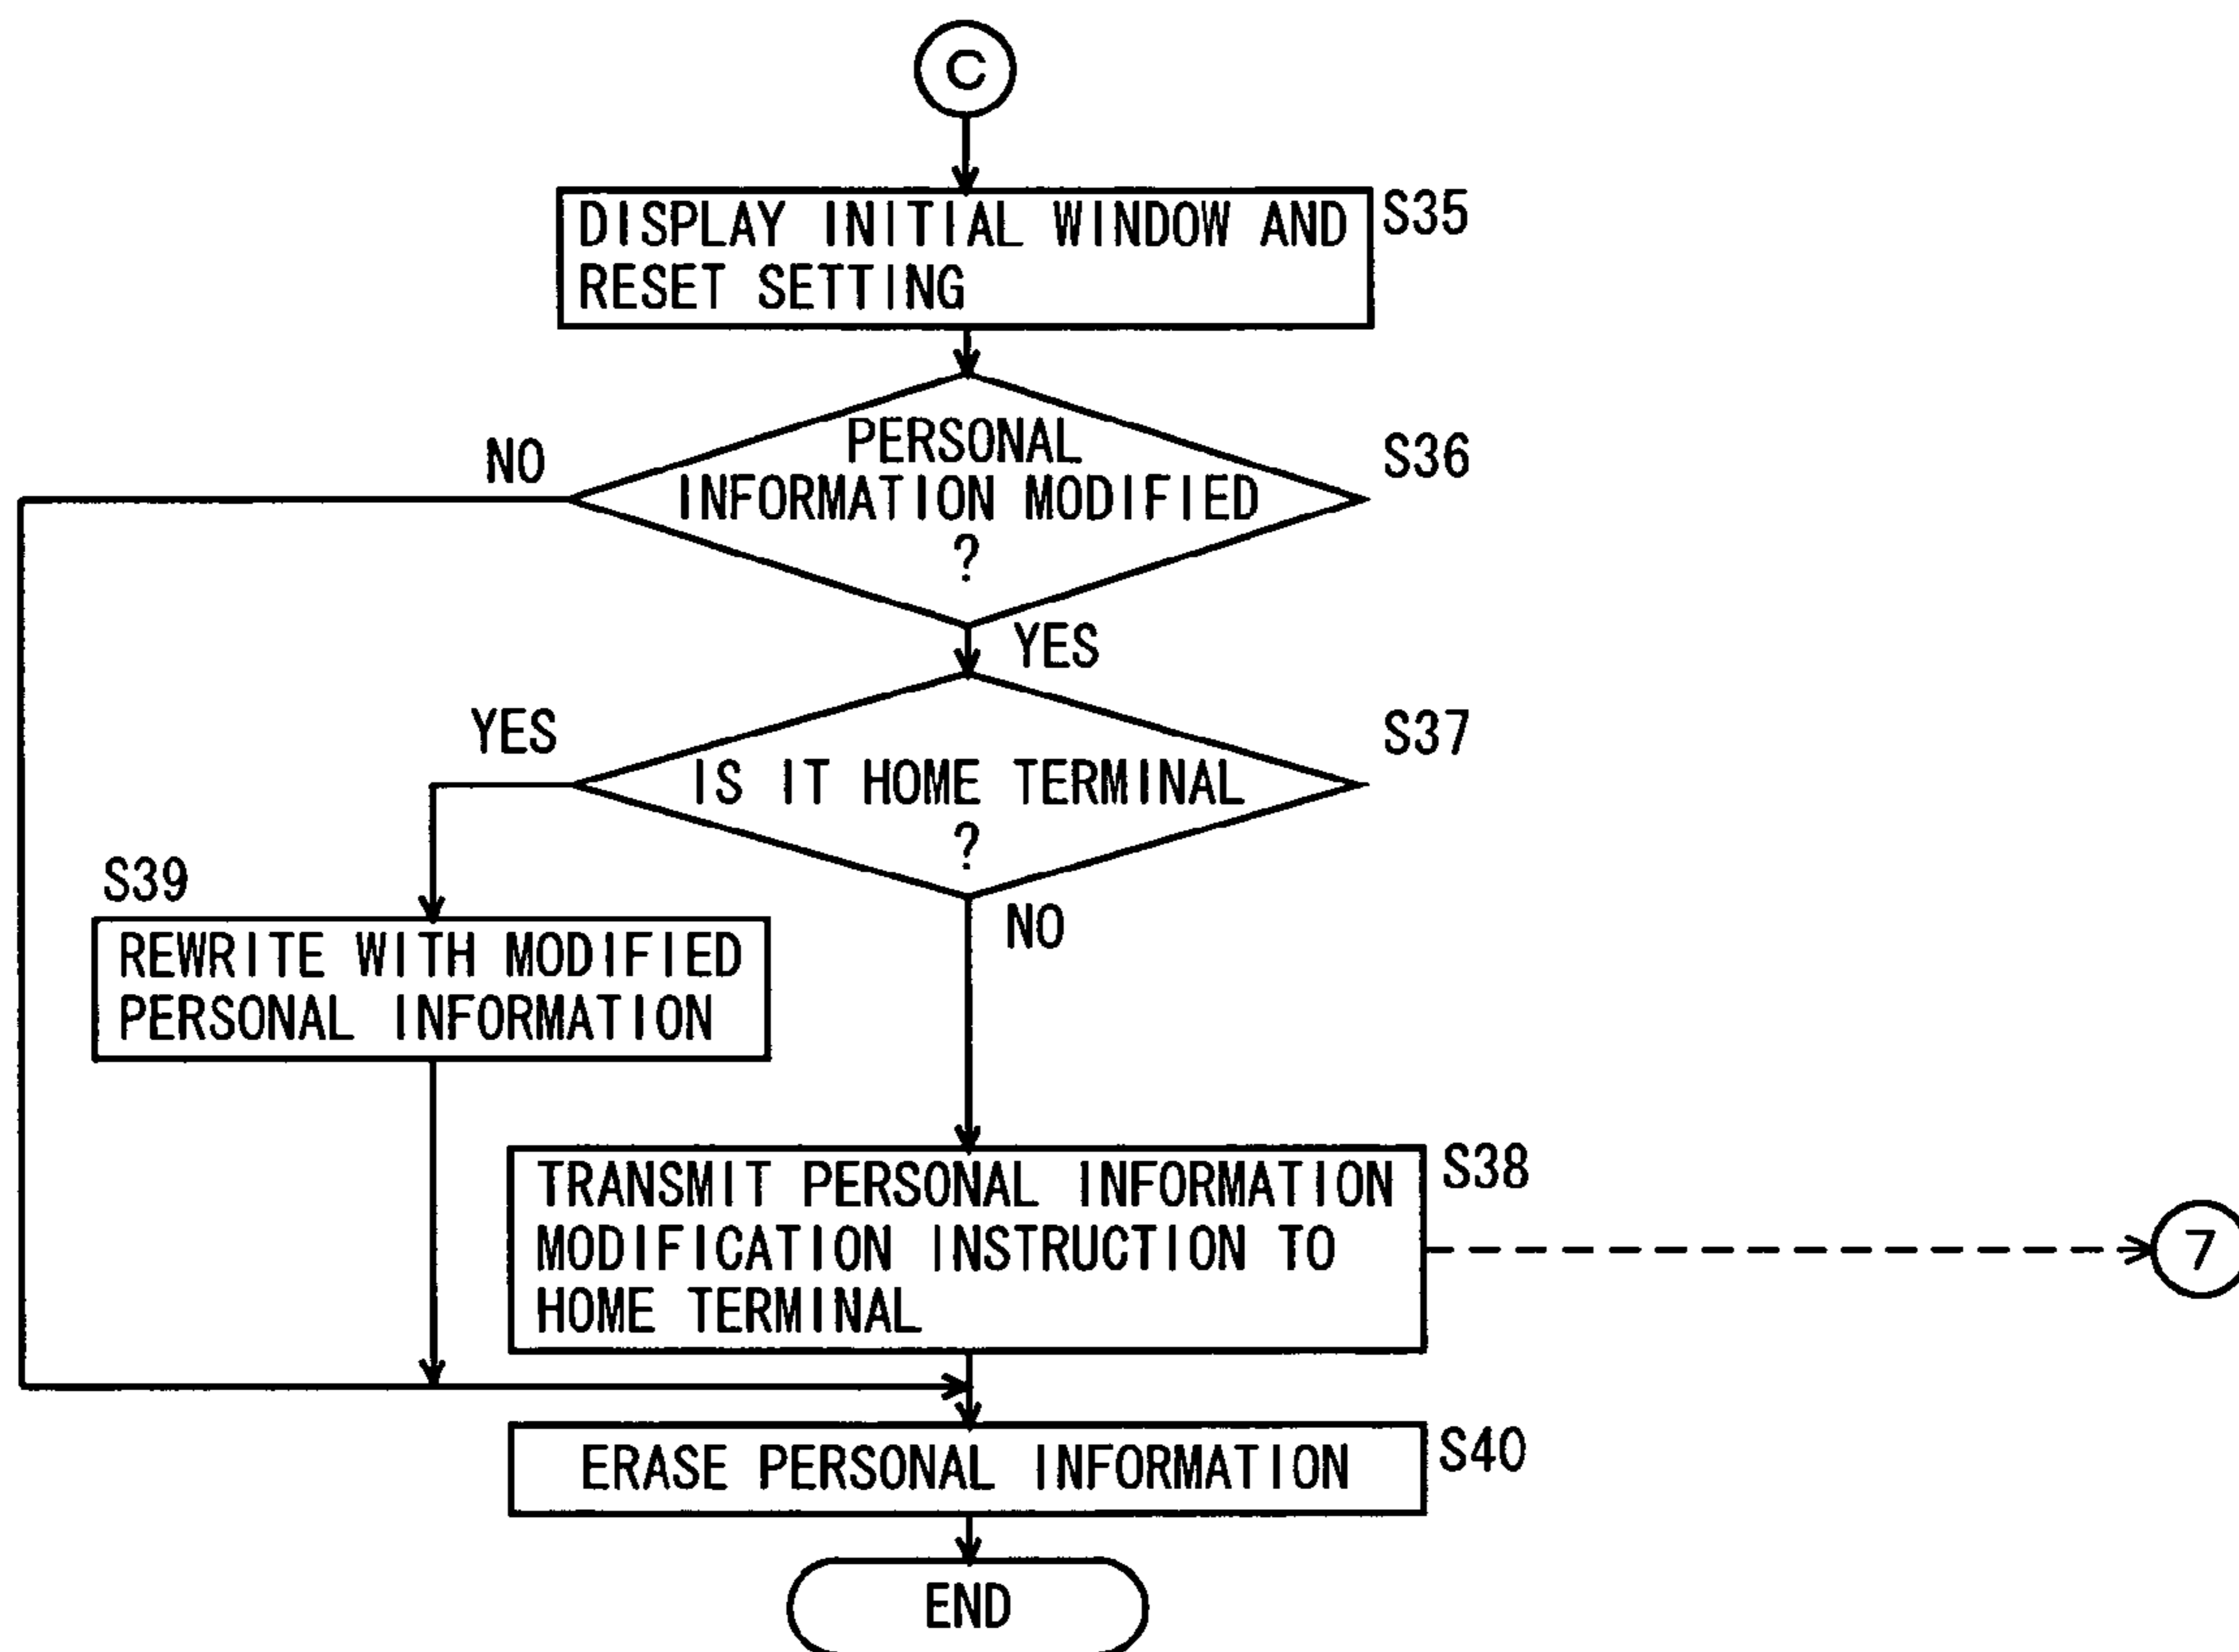 C
DISPLAY INITIAL WINDOW AND
RESET SETTING
S35
PERSONAL
INFORMATION MODIFIED
?
S36
NO
YES
IS IT HOME TERMINAL
?
S37
YES
NO
S39
REWRITE WITH MODIFIED
PERSONAL INFORMATION
TRANSMIT PERSONAL INFORMATION
MODIFICATION INSTRUCTION TO
HOME TERMINAL
S38
7
ERASE PERSONAL INFORMATION
S40
END